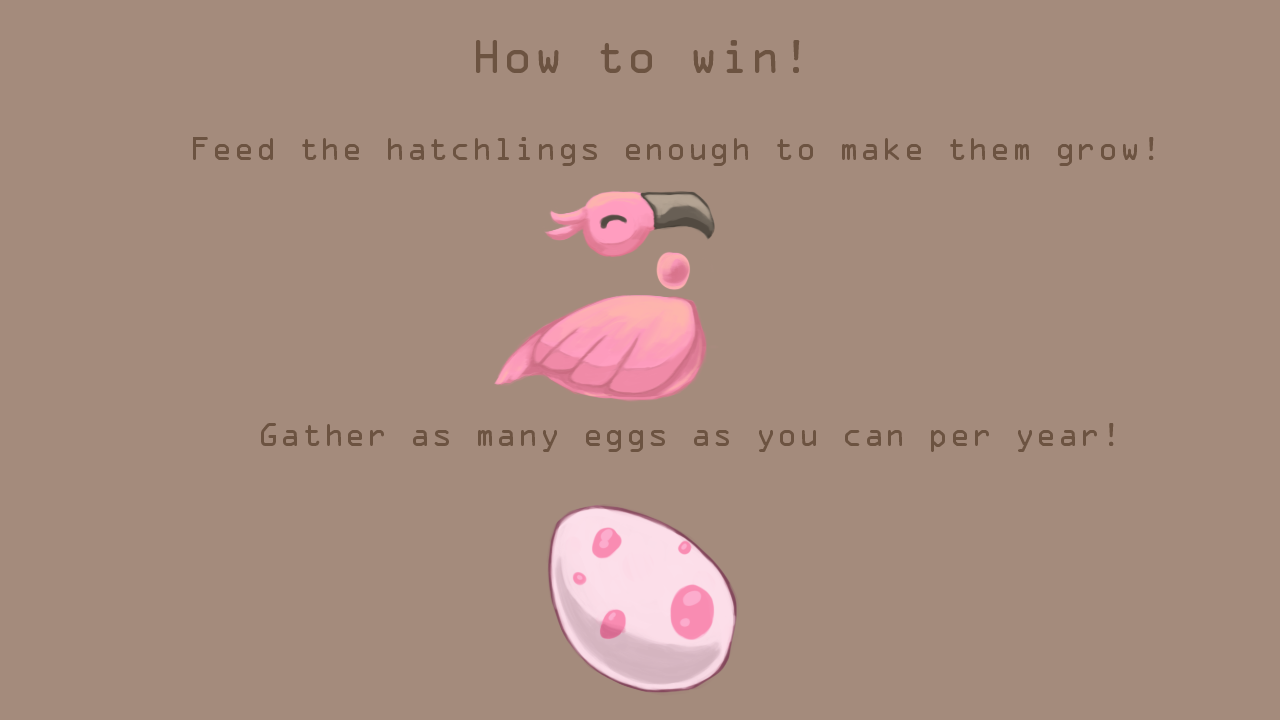 How to win!
Feed the hatchlings enough to make them grow!
Gather as many eggs as you can per year!